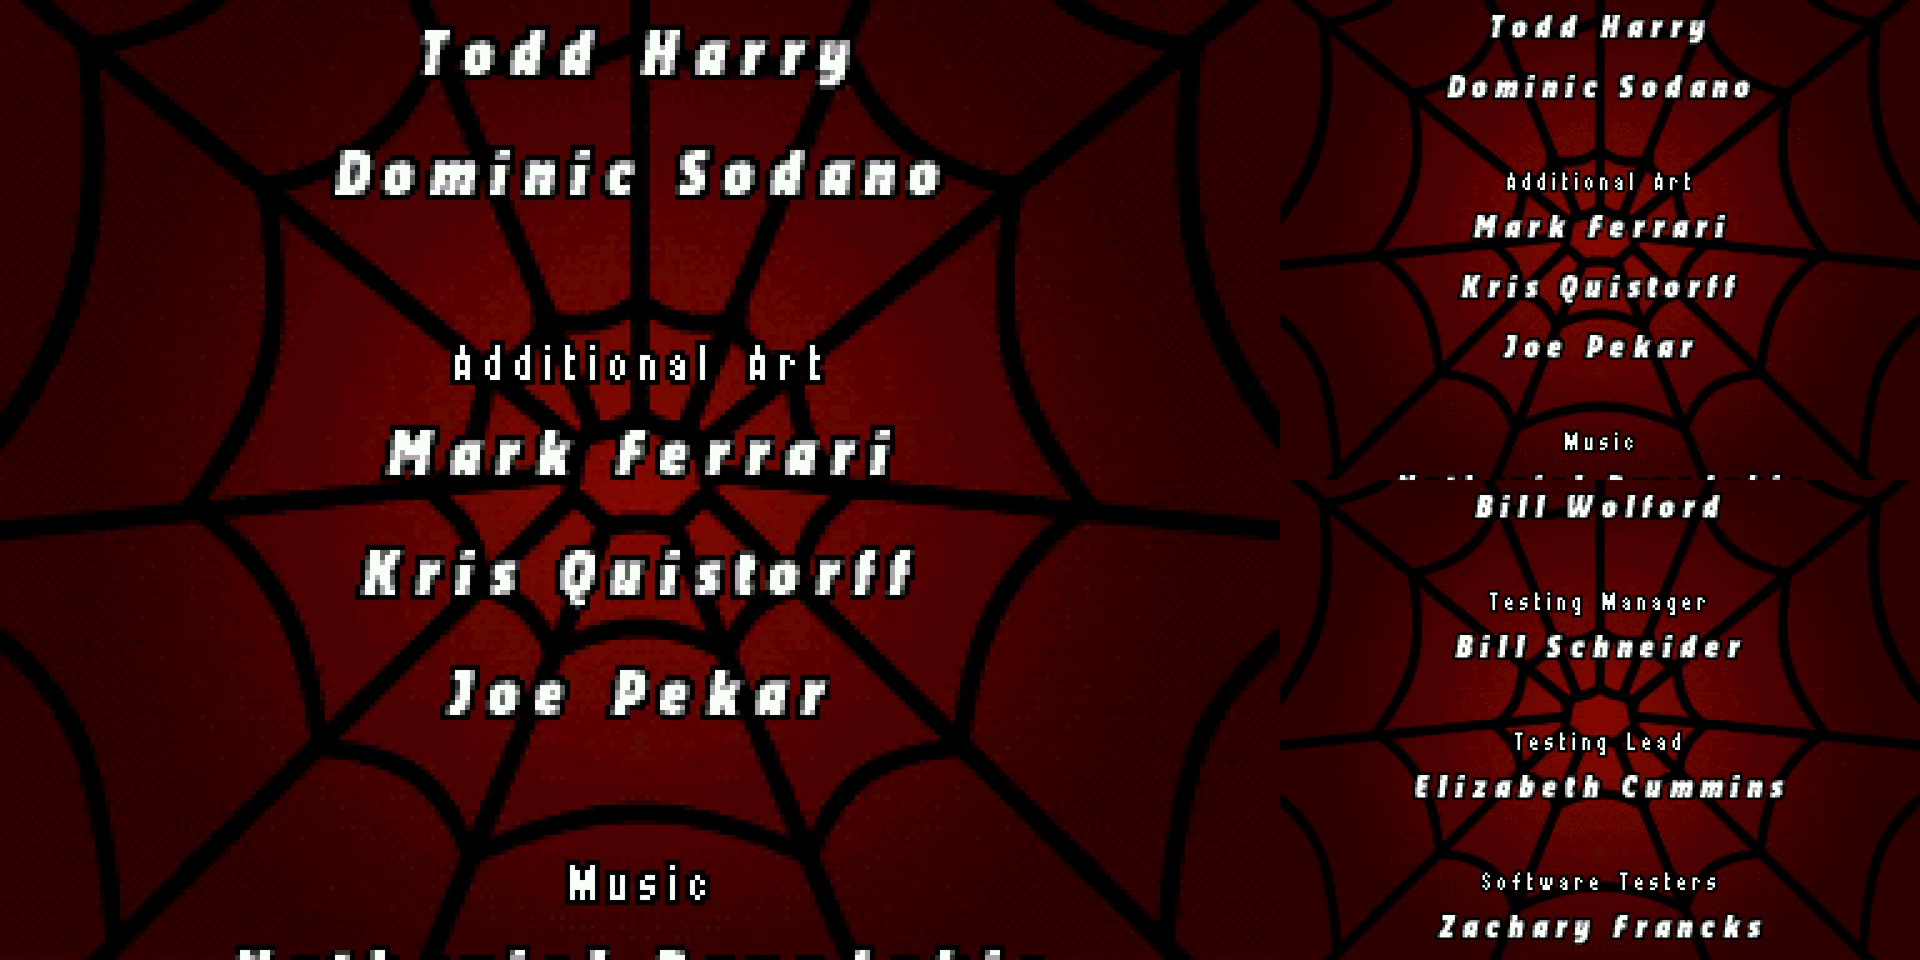 Todd Harry
Dominic Sodano
Additional Art
Mark Ferrari
Kris Quistorff
Joe Pekar
Music
Todd Harry
Dominic Sodano
Additional Art
Mark Ferrari
Kris Quistorff
Joe Pekar
Music
Bill Wolford
Testing Manager
Bill Schneider
Testing Lead
Elizabeth Cummins
Software Testers
Zachary Francks